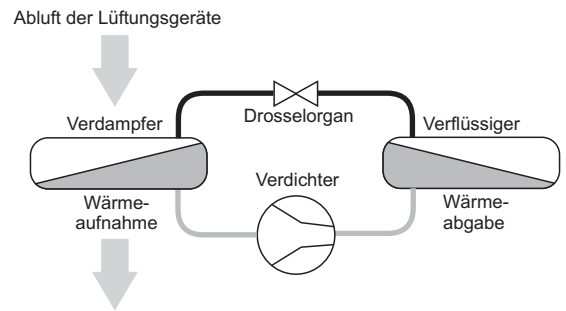 Abluft der Lüftungsgeräte
Drosselorgan
Verdampfer
Verflüssiger
Verdichter
Wärme-
aufnahme
Wärme-
abgabe